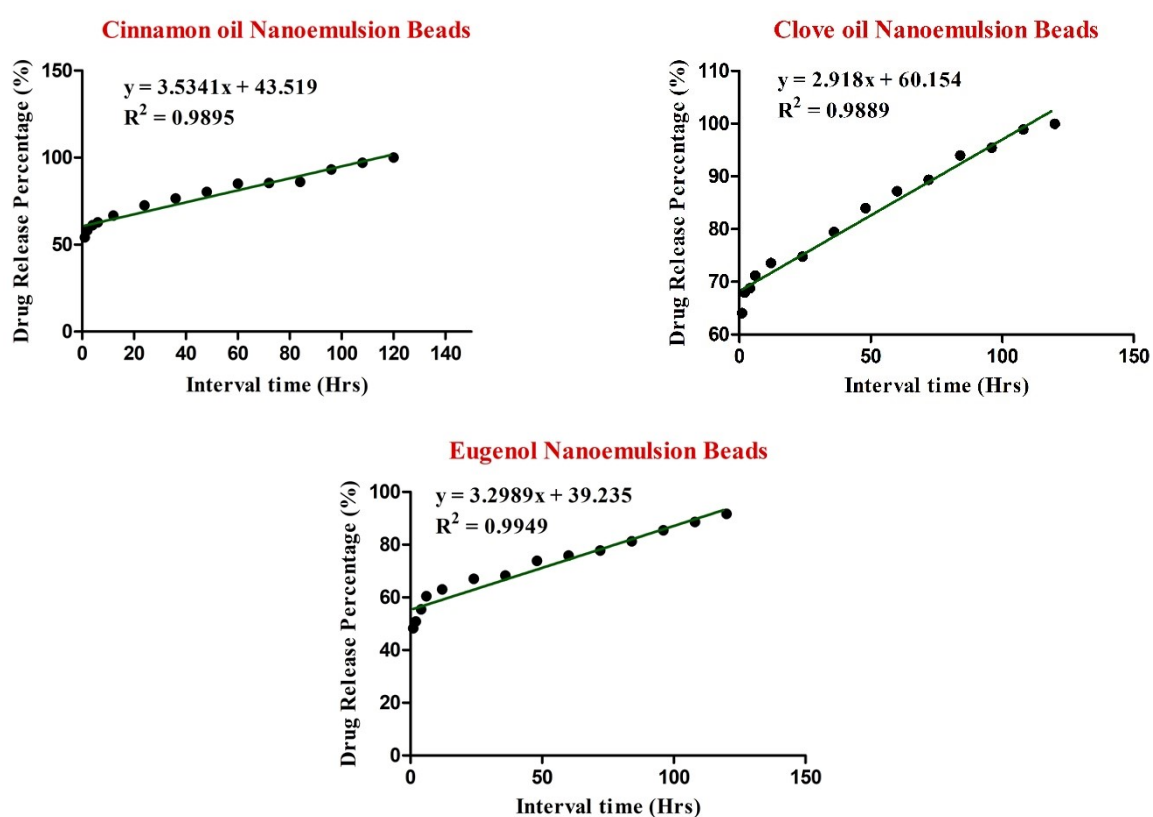 Cinnamon oil Nanoemulsion Beads
y = 3.5341x + 43.519
R² = 0.9895
Drug Release Percentage (%)
150
100
50
0
0 20 40 60 80 100 120 140
Interval time (Hrs)
Clove oil Nanoemulsion Beads
y = 2.918x + 60.154
R² = 0.9889
Drug Release Percentage (%)
110
100
90
80
70
60
0 50 100 150
Interval time (Hrs)
Eugenol Nanoemulsion Beads
y = 3.2989x + 39.235
R² = 0.9949
Drug Release Percentage (%)
100
80
60
40
20
0
0 50 100 150
Interval time (Hrs)